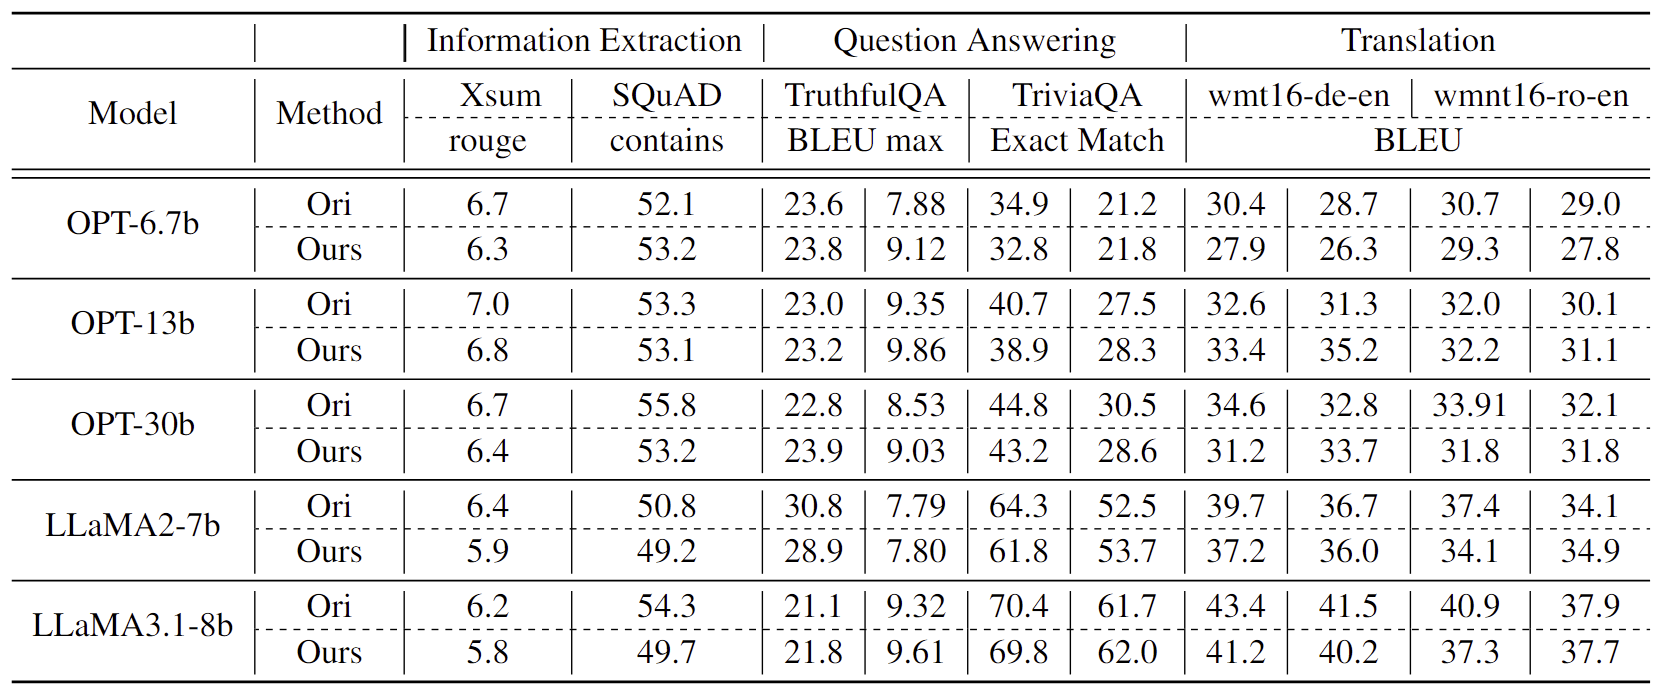 Information Extraction Question Answering Translation
Model Method Xsum SQuAD TruthfulQA TriviaQA wmt16-de-en wmnt16-ro-en
rouge contains BLEU max Exact Match BLEU
OPT-6.7b Ori 6.7 52.1 23.6 7.88 34.9 21.2 30.4 28.7 30.7 29.0
Ours 6.3 53.2 23.8 9.12 32.8 21.8 27.9 26.3 29.3 27.8
OPT-13b Ori 7.0 53.3 23.0 9.35 40.7 27.5 32.6 31.3 32.0 30.1
Ours 6.8 53.1 23.2 9.86 38.9 28.3 33.4 35.2 32.2 31.1
OPT-30b Ori 6.7 55.8 22.8 8.53 44.8 30.5 34.6 32.8 33.91 32.1
Ours 6.4 53.2 23.9 9.03 43.2 28.6 31.2 33.7 31.8 31.8
LLaMA2-7b Ori 6.4 50.8 30.8 7.79 64.3 52.5 39.7 36.7 37.4 34.1
Ours 5.9 49.2 28.9 7.80 61.8 53.7 37.2 36.0 34.1 34.9
LLaMA3.1-8b Ori 6.2 54.3 21.1 9.32 70.4 61.7 43.4 41.5 40.9 37.9
Ours 5.8 49.7 21.8 9.61 69.8 62.0 41.2 40.2 37.3 37.7